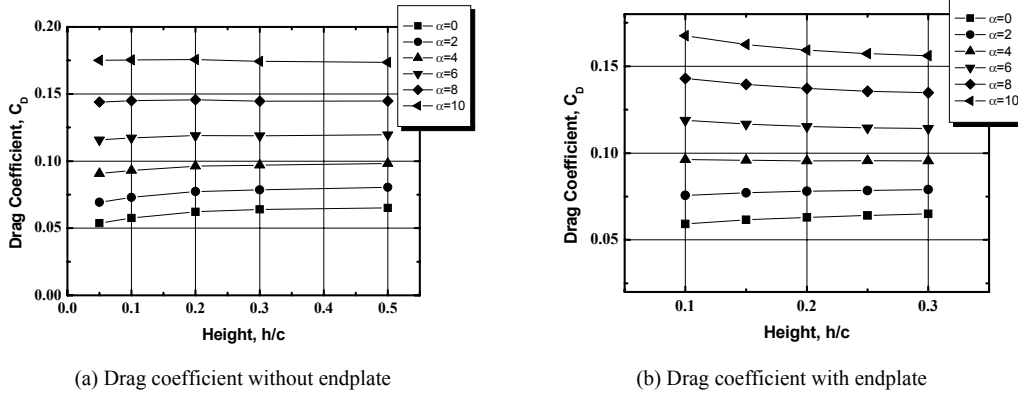 0.20
0.15
0.10
0.05
0.00
Drag Coefficient, C_D
0.0 0.1 0.2 0.3 0.4 0.5
Height, h/c
α=0
α=2
α=4
α=6
α=8
α=10
(a) Drag coefficient without endplate
0.15
0.10
0.05
Drag Coefficient, C_D
0.1 0.2 0.3
Height, h/c
α=0
α=2
α=4
α=6
α=8
α=10
(b) Drag coefficient with endplate